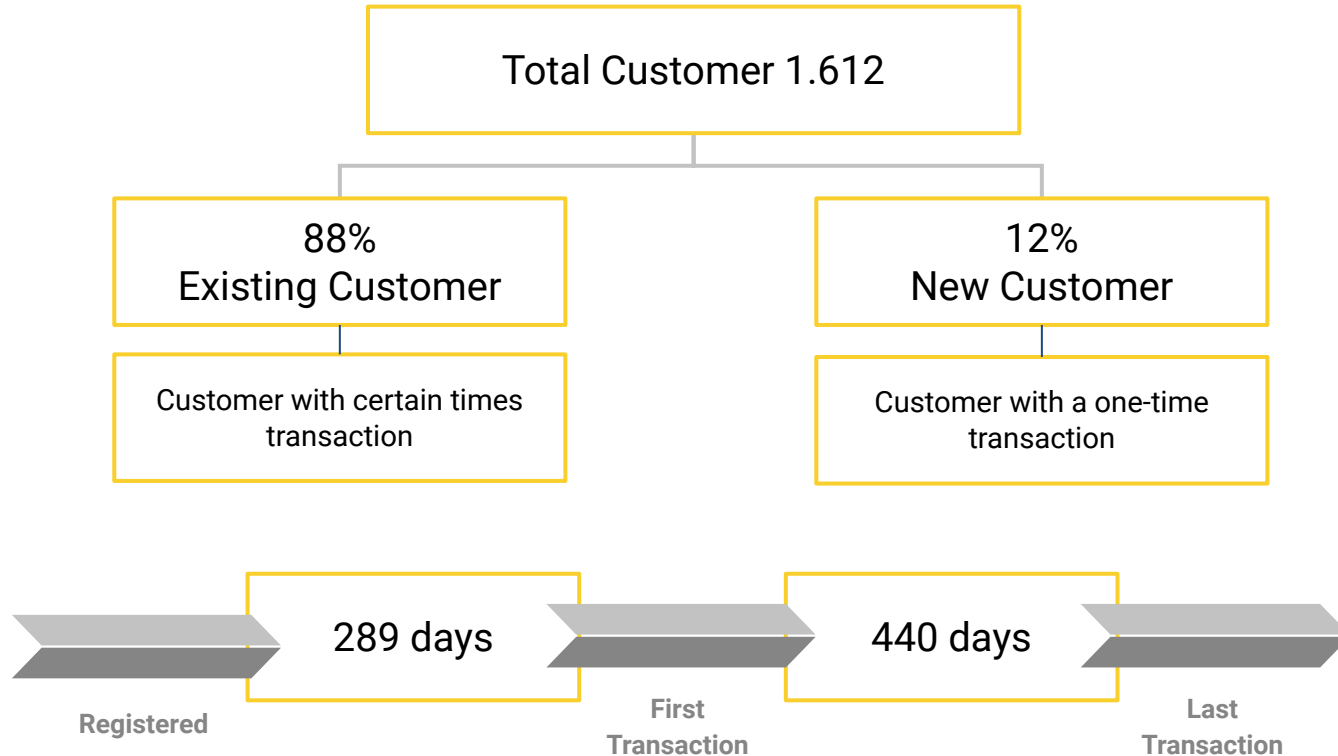 Total Customer 1.612
88%
Existing Customer
12%
New Customer
Customer with certain times
transaction
Customer with a one-time
transaction
289 days
440 days
Registered
First
Transaction
Last
Transaction